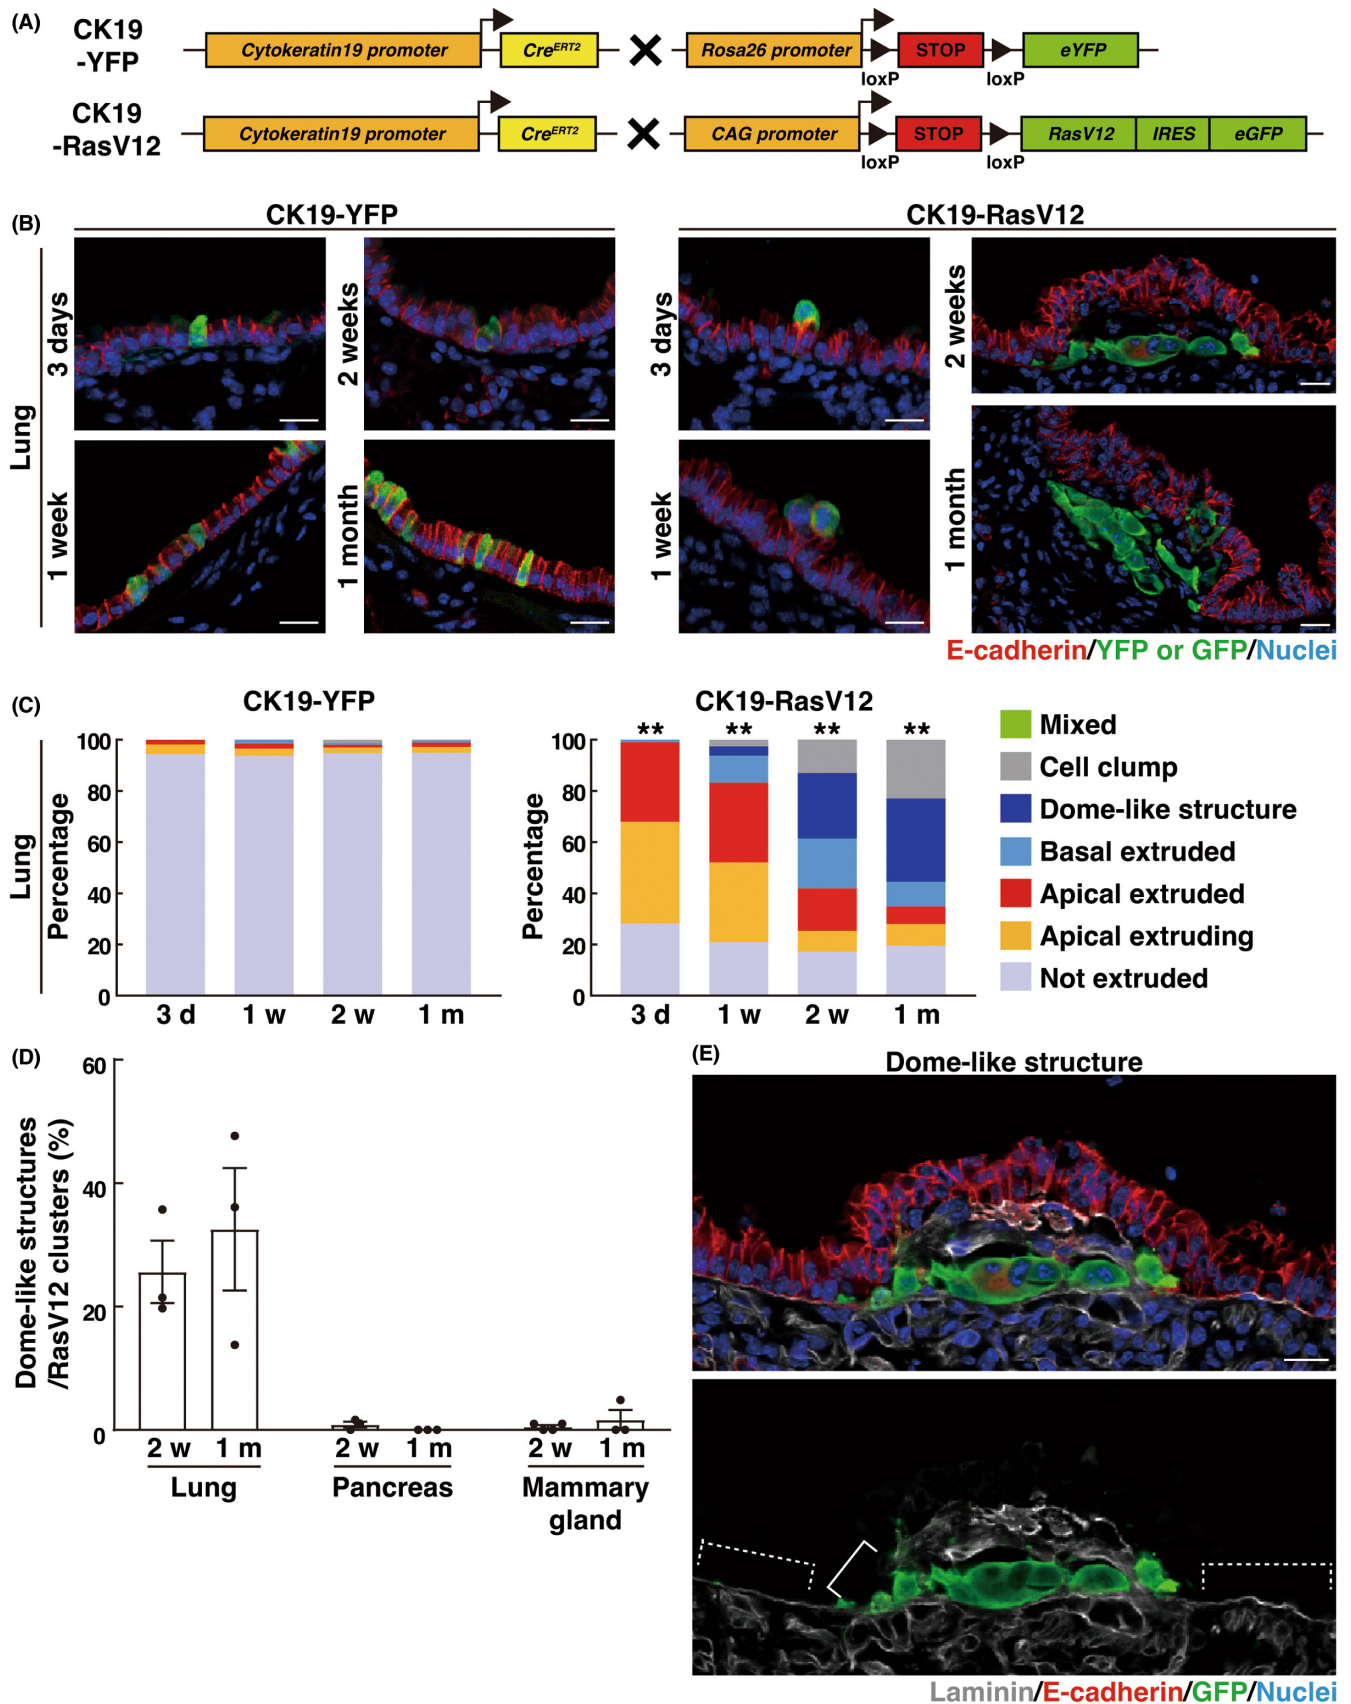 (A)
CK19
-YFP
Cytokeratin19 promoter
CreERT2
Rosa26 promoter
STOP
eYFP
loxP
loxP
CK19
-RasV12
Cytokeratin19 promoter
CreERT2
CAG promoter
STOP
RasV12
IRES
eGFP
loxP
loxP
(B)
CK19-YFP
CK19-RasV12
Lung
3 days
2 weeks
3 days
2 weeks
1 week
1 month
1 week
1 month
E-cadherin/YFP or GFP/Nuclei
(C)
CK19-YFP
CK19-RasV12
Lung
Percentage
100
80
60
40
20
0
3 d
1 w
2 w
1 m
Percentage
100
80
60
40
20
0
** ** ** **
3 d
1 w
2 w
1 m
Mixed
Cell clump
Dome-like structure
Basal extruded
Apical extruded
Apical extruding
Not extruded
(D)
Dome-like structures
/RasV12 clusters (%)
60
40
20
0
2 w 1 m
2 w 1 m
2 w 1 m
Lung
Pancreas
Mammary
gland
(E)
Dome-like structure
Laminin/E-cadherin/GFP/Nuclei